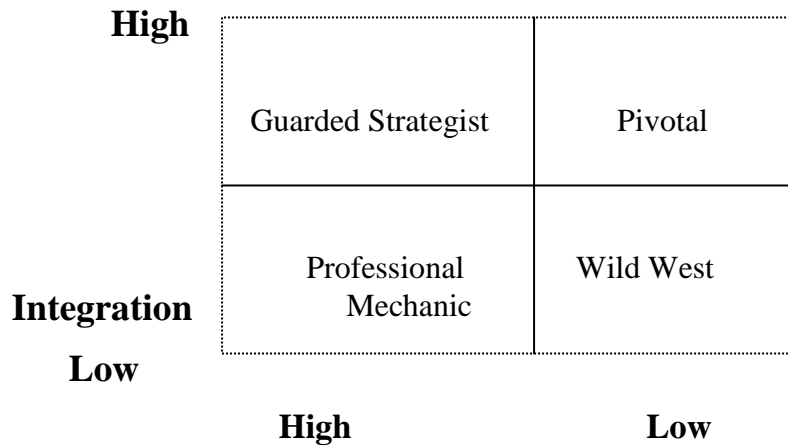 High
Guarded Strategist Pivotal
Professional Wild West
Mechanic
Integration
Low
High Low